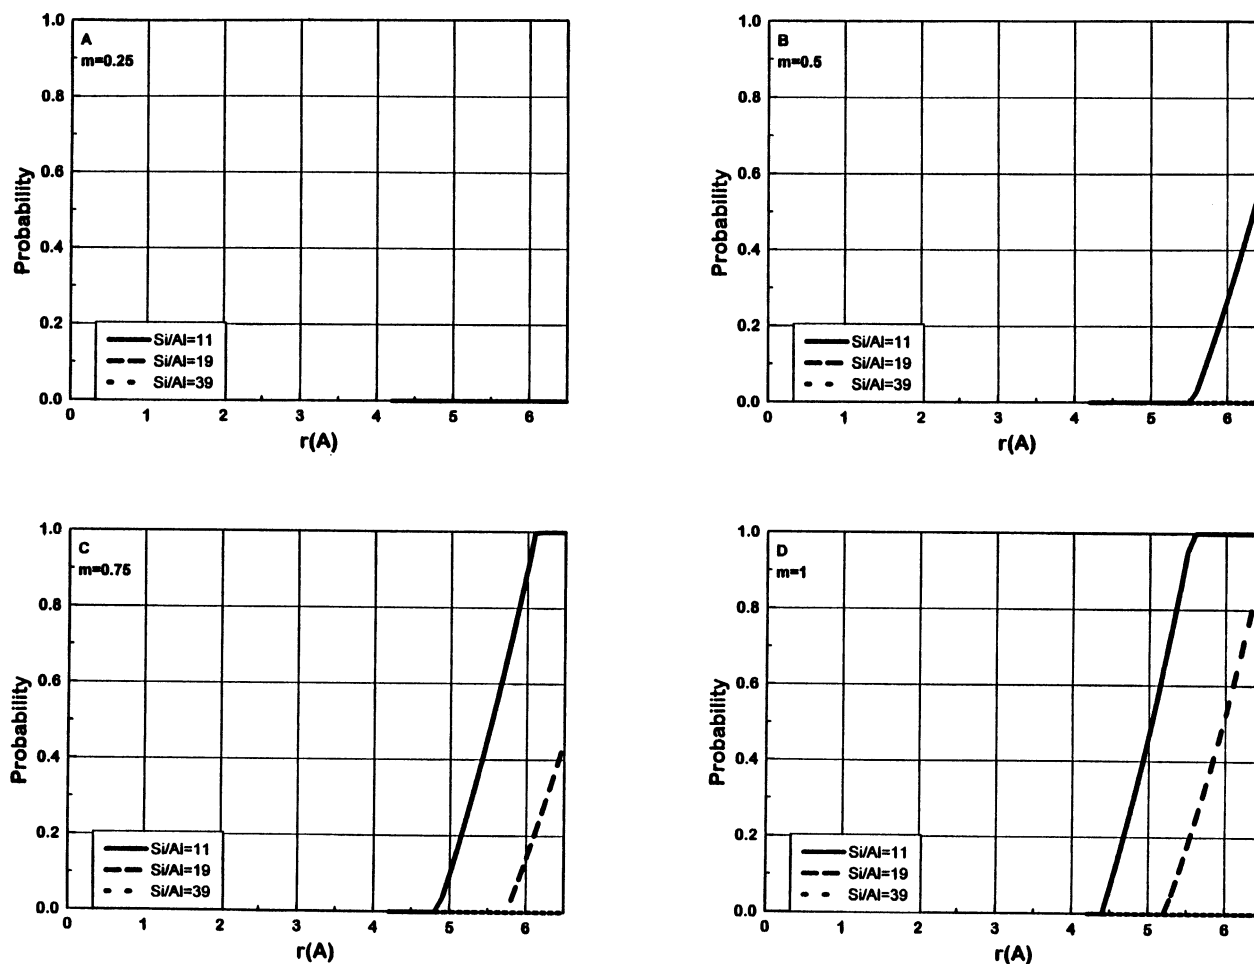 A
m=0.25
1.0
0.8
0.6
0.4
0.2
0.0
Probability
Si/Al=11
Si/Al=19
Si/Al=39
0 1 2 3 4 5 6
r(A)
B
m=0.5
1.0
0.8
0.6
0.4
0.2
0.0
Probability
Si/Al=11
Si/Al=19
Si/Al=39
0 1 2 3 4 5 6
r(A)
C
m=0.75
1.0
0.8
0.6
0.4
0.2
0.0
Probability
Si/Al=11
Si/Al=19
Si/Al=39
0 1 2 3 4 5 6
r(A)
D
m=1
1.0
0.8
0.6
0.4
0.2
0.0
Probability
Si/Al=11
Si/Al=19
Si/Al=39
0 1 2 3 4 5 6
r(A)